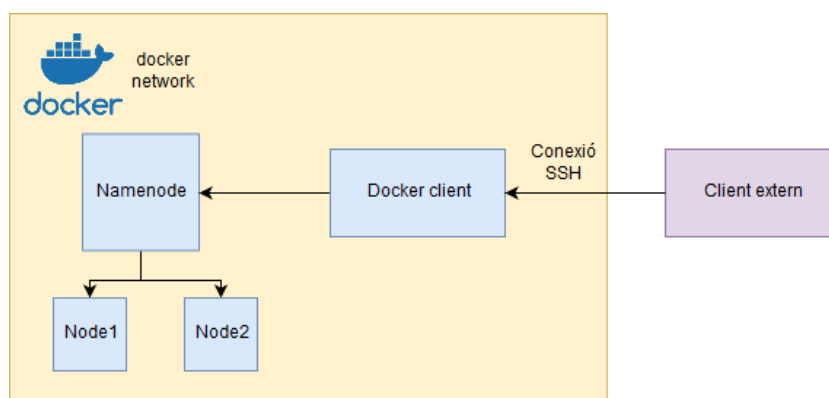 docker
docker
network
Namenode
Docker client
Conexió
SSH
Client extern
Node1
Node2